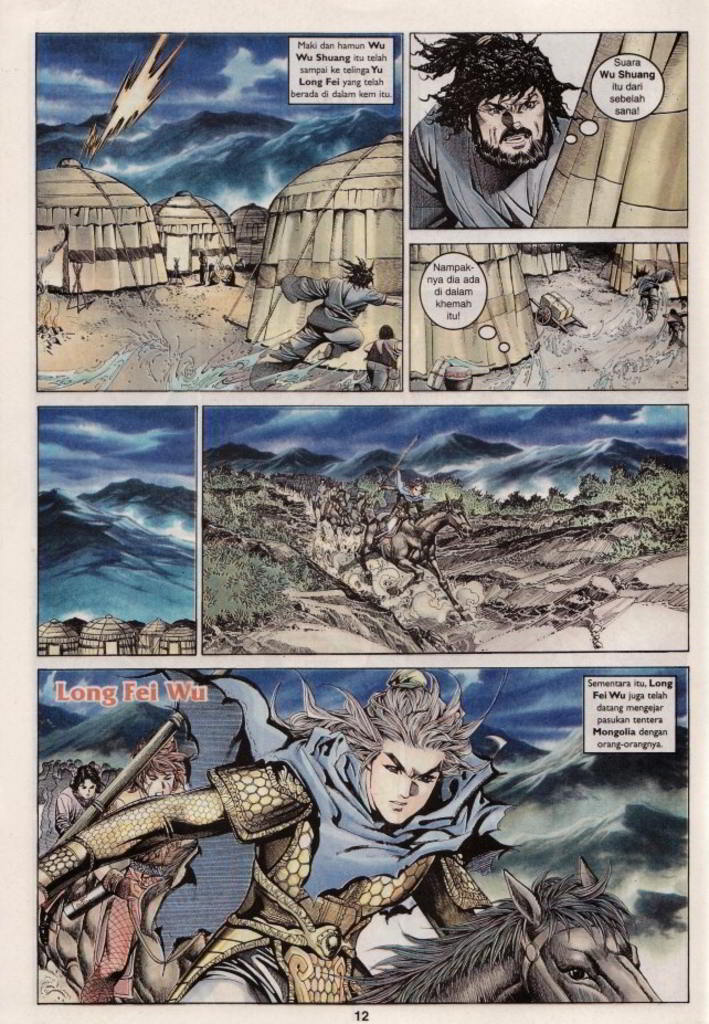 Maki dan hamun Wu
Wu Shuang itu telah
sampai ke telinga Yu
Long Fei yang telah
berada di dalam kem itu.
Suara
Wu Shuang
itu dari
sebelah
sana!
Nampak-
nya dia ada
di dalam
khemah
itu!
Long Fei Wu
Sementara itu, Long
Fei Wu juga telah
datang mengejar
pasukan tentera
Mongolia dengan
orang-orangnya.
12